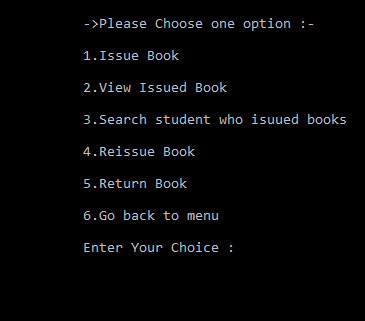 ->Please Choose one option :-
1.Issue Book
2.View Issued Book
3.Search student who isuued books
4.Reissue Book
5.Return Book
6.Go back to menu
Enter Your Choice :